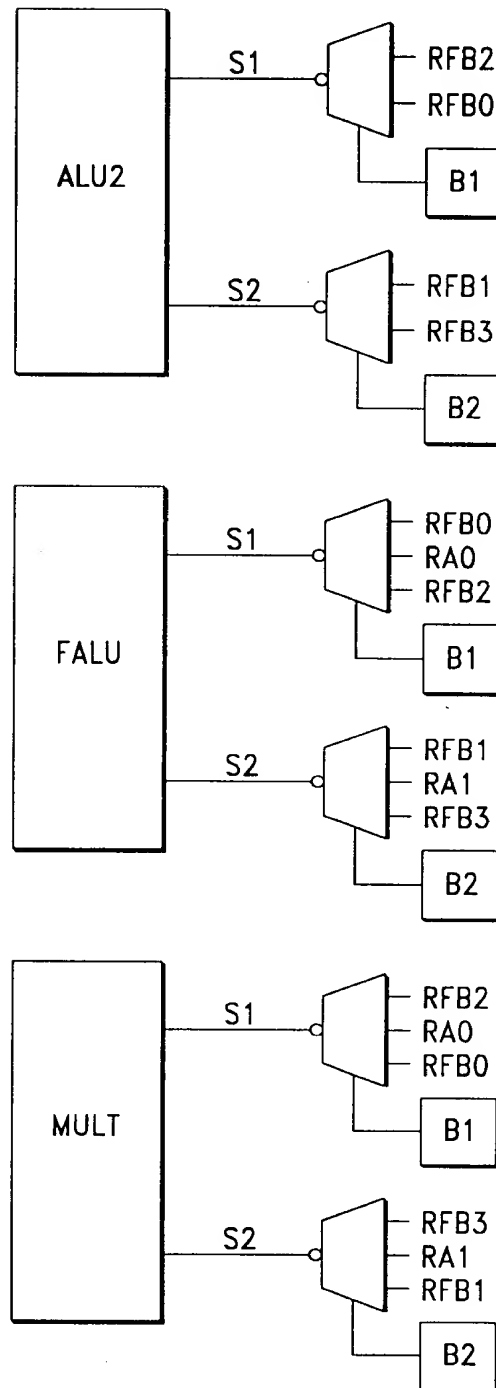 S1
RFB2
RFB0
ALU2
B1
S2
RFB1
RFB3
B2
S1
RFB0
RA0
RFB2
FALU
B1
S2
RFB1
RA1
RFB3
B2
S1
RFB2
RA0
RFB0
MULT
B1
S2
RFB3
RA1
RFB1
B2